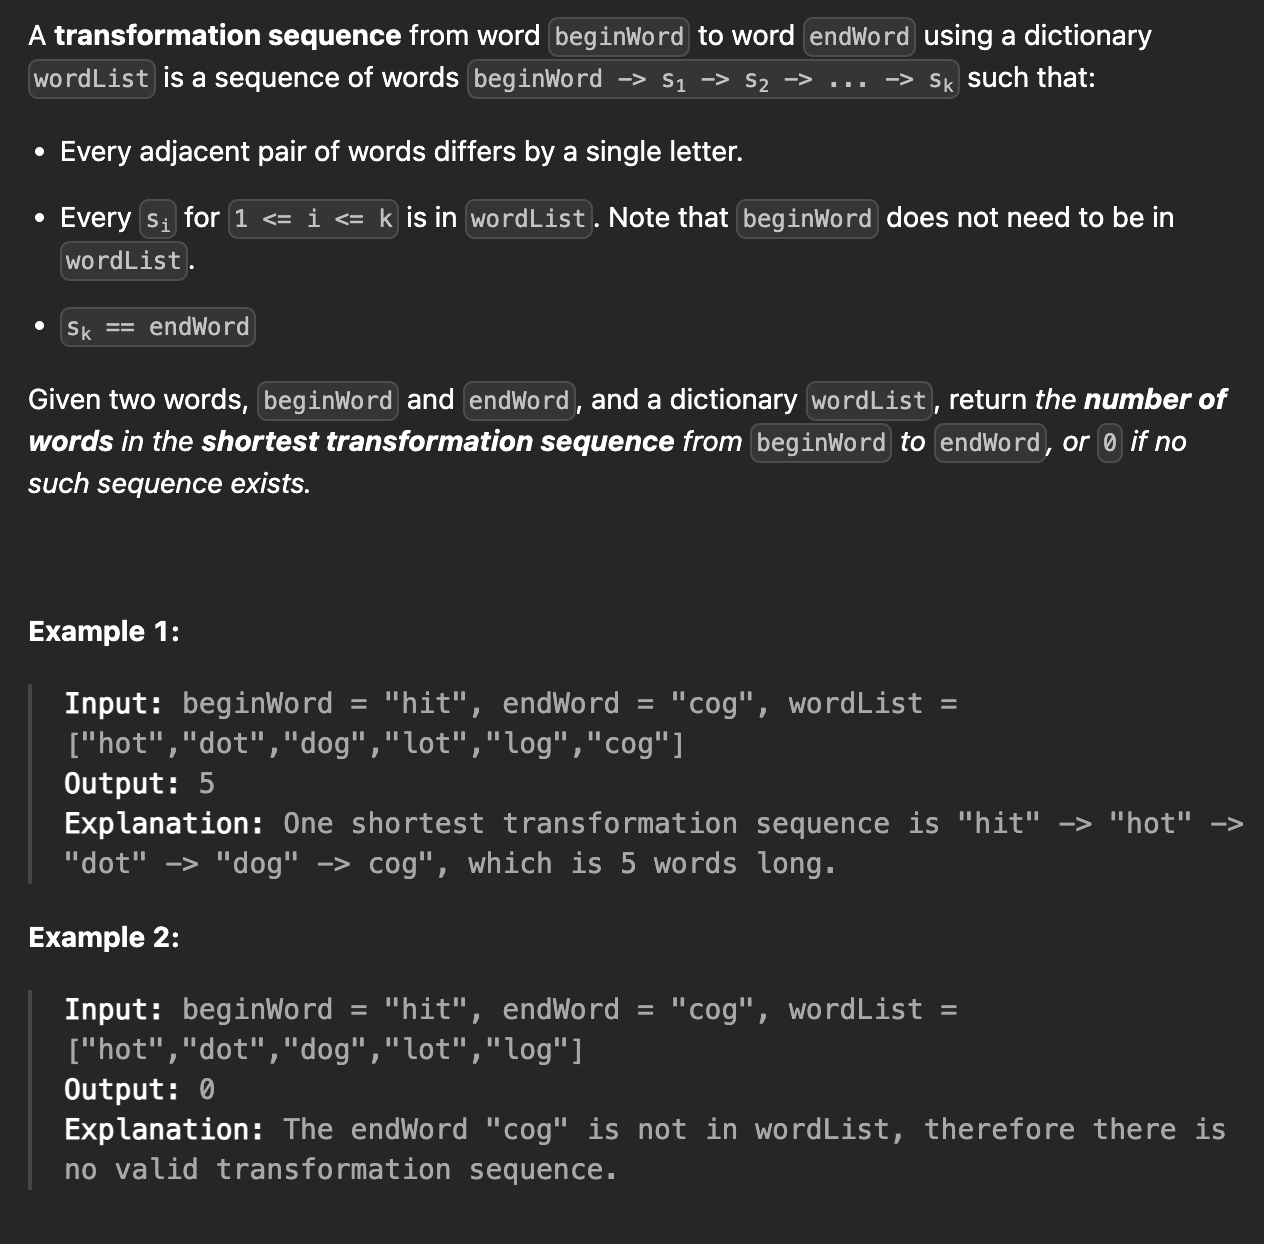 A transformation sequence from word beginWord to word endWord using a dictionary
wordList is a sequence of words beginWord -> s1 -> s2 -> ... -> sk such that:
• Every adjacent pair of words differs by a single letter.
• Every si for 1 <= i <= k is in wordList. Note that beginWord does not need to be in
wordList.
• sk == endWord
Given two words, beginWord and endWord, and a dictionary wordList, return the number of
words in the shortest transformation sequence from beginWord to endWord, or 0 if no
such sequence exists.
Example 1:
Input: beginWord = "hit", endWord = "cog", wordList =
["hot","dot","dog","lot","log","cog"]
Output: 5
Explanation: One shortest transformation sequence is "hit" -> "hot" ->
"dot" -> "dog" -> cog", which is 5 words long.
Example 2:
Input: beginWord = "hit", endWord = "cog", wordList =
["hot","dot","dog","lot","log"]
Output: 0
Explanation: The endWord "cog" is not in wordList, therefore there is
no valid transformation sequence.